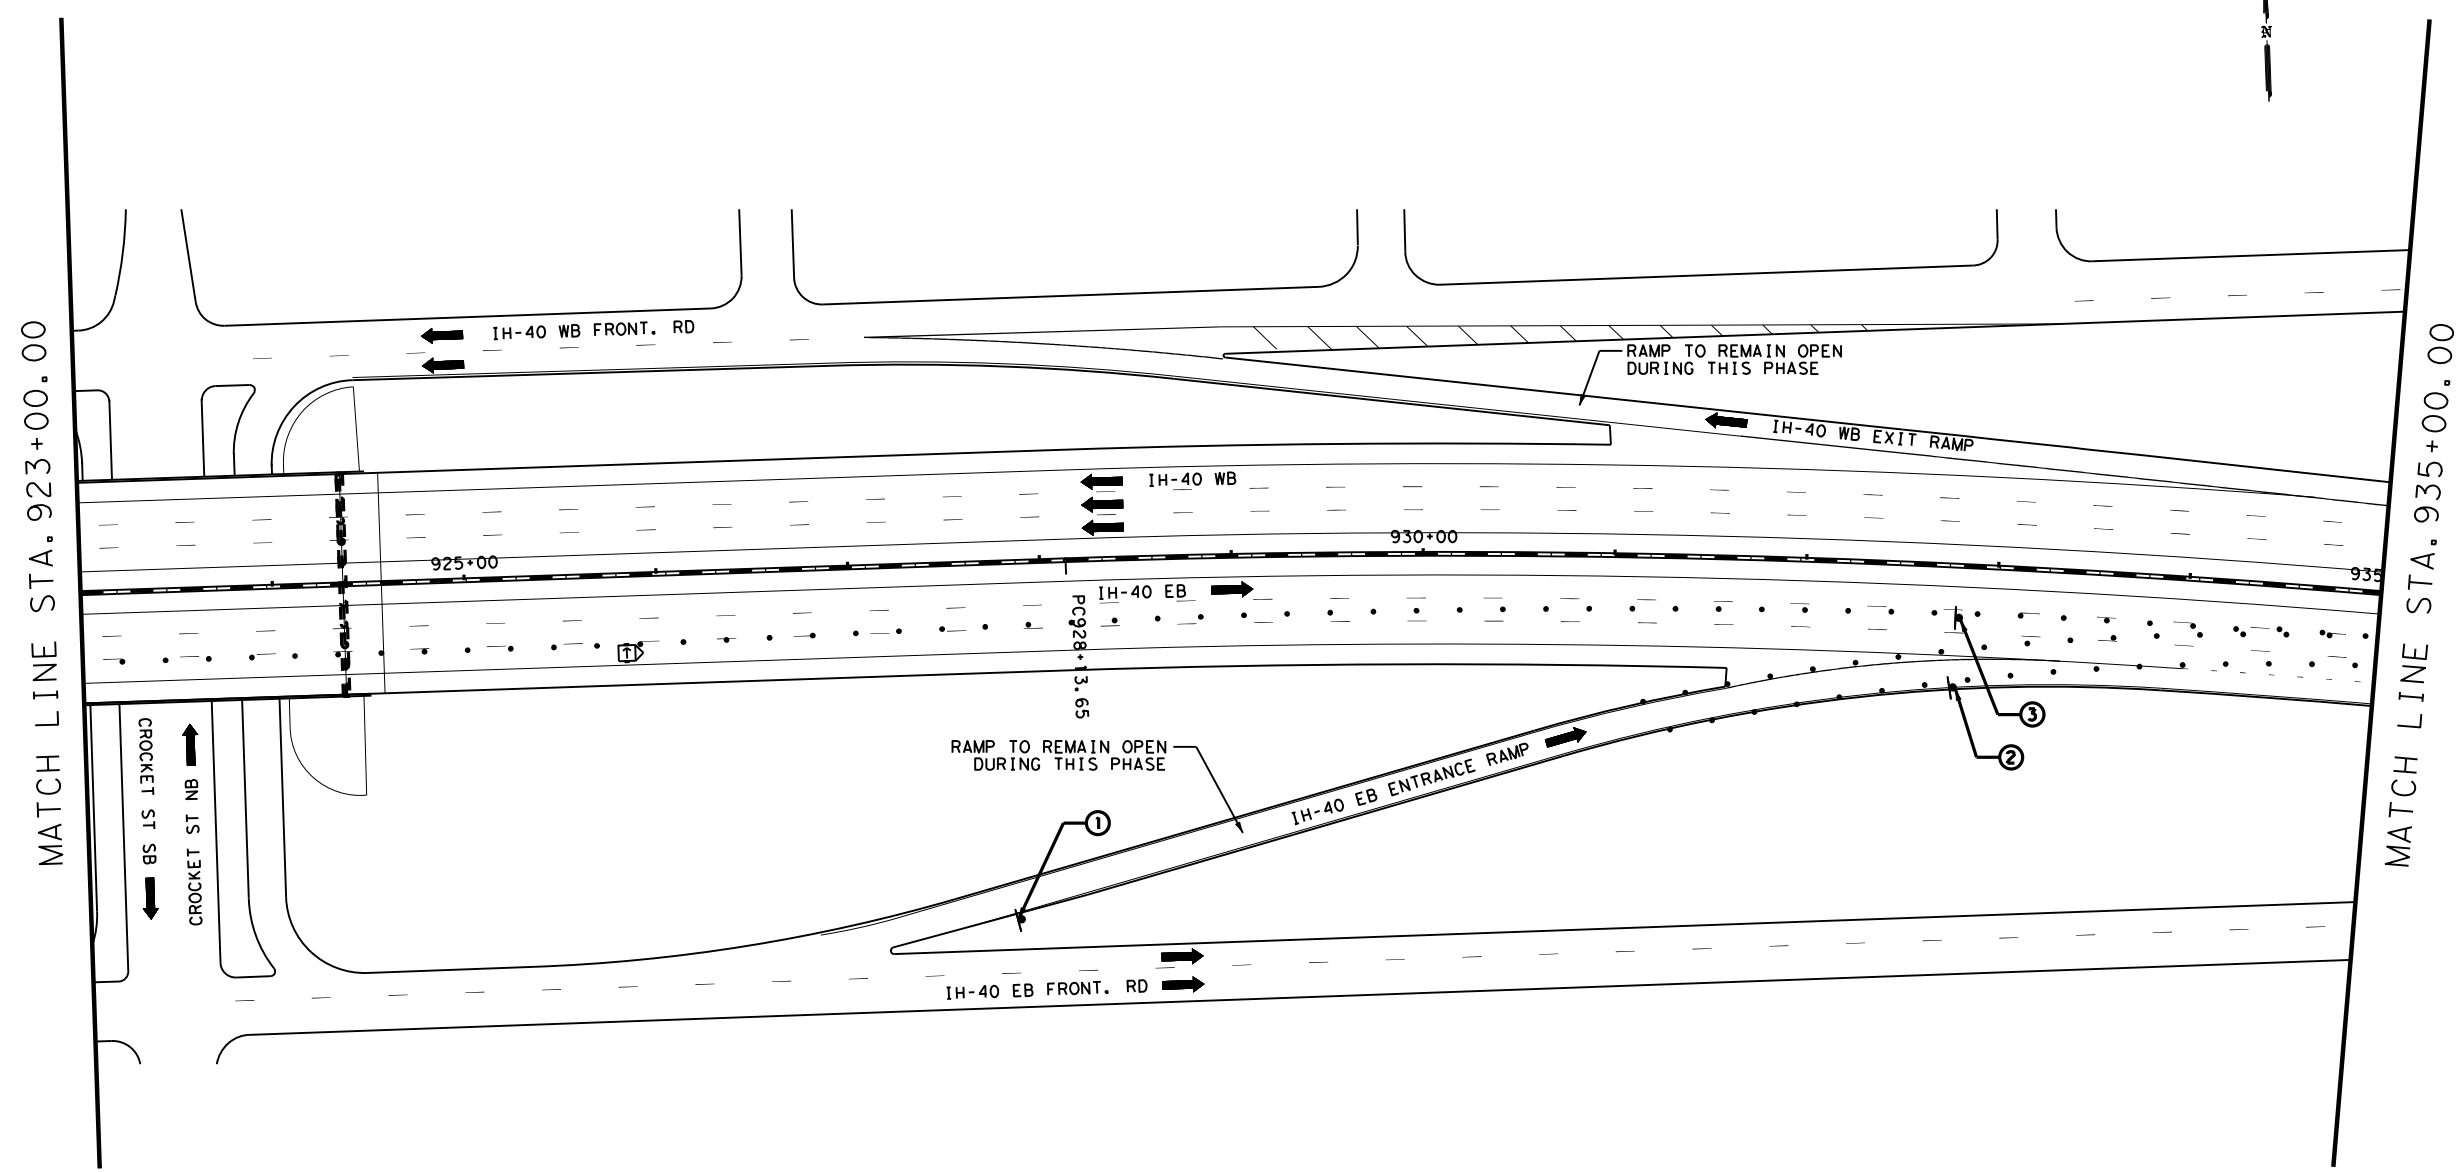 N
IH-40 WB FRONT. RD
RAMP TO REMAIN OPEN
DURING THIS PHASE
IH-40 WB EXIT RAMP
MATCH LINE STA. 923+00.00
MATCH LINE STA. 935+00.00
IH-40 WB
930+00
925+00
935
IH-40 EB
PC928+13.65
3
2
RAMP TO REMAIN OPEN
DURING THIS PHASE
IH-40 EB ENTRANCE RAMP
1
CROCKET ST SB
CROCKET ST NB
IH-40 EB FRONT. RD